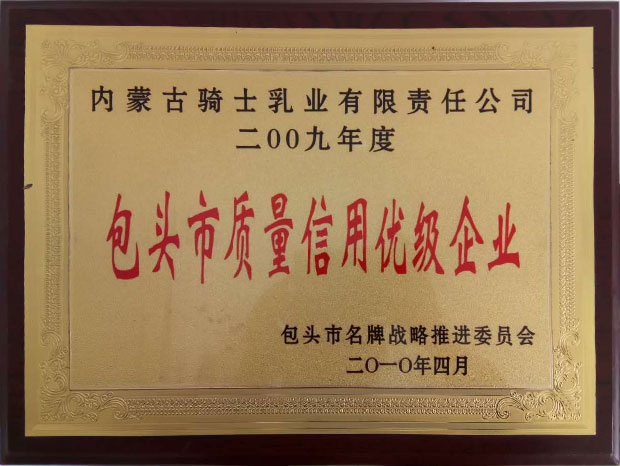 内蒙古骑士乳业有限责任公司
二00九年度
包头市质量信用优级企业
包头市名牌战略推进委员会
二〇一〇年四月